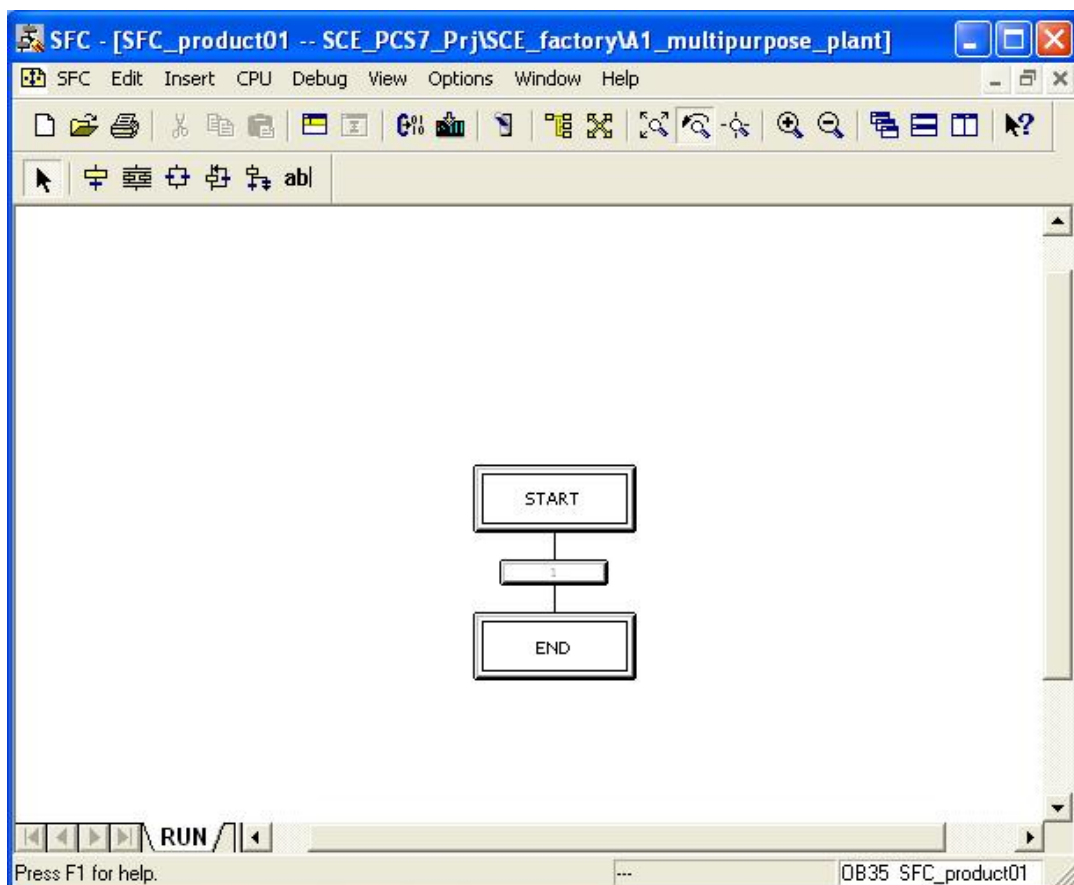 SFC - [SFC_product01 -- SCE_PCS7_Prj\SCE_factory\A1_multipurpose_plant]
SFC Edit Insert CPU Debug View Options Window Help
ab|
START
1
END
RUN
Press F1 for help. --- OB35 SFC_product01